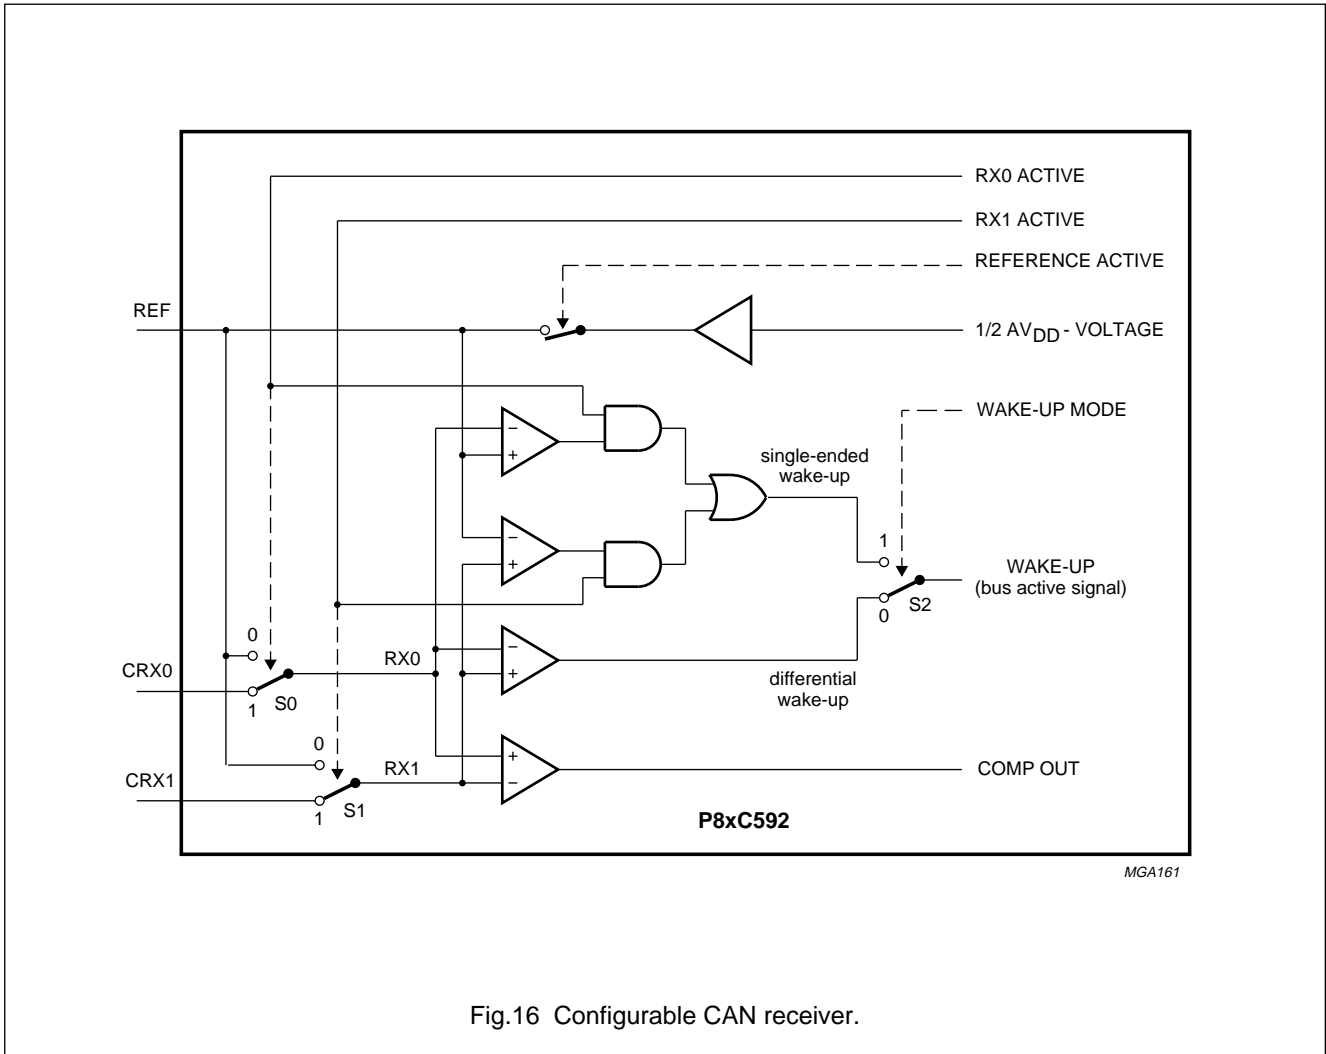 RX0 ACTIVE
RX1 ACTIVE
REFERENCE ACTIVE
REF
1/2 AVDD - VOLTAGE
WAKE-UP MODE
−
+
single-ended
wake-up
−
+
1
WAKE-UP
(bus active signal)
S2
0
0
RX0
−
+
CRX0
S0
1
differential
wake-up
0
RX1
+
−
COMP OUT
CRX1
S1
1
P8xC592
MGA161
Fig.16 Configurable CAN receiver.